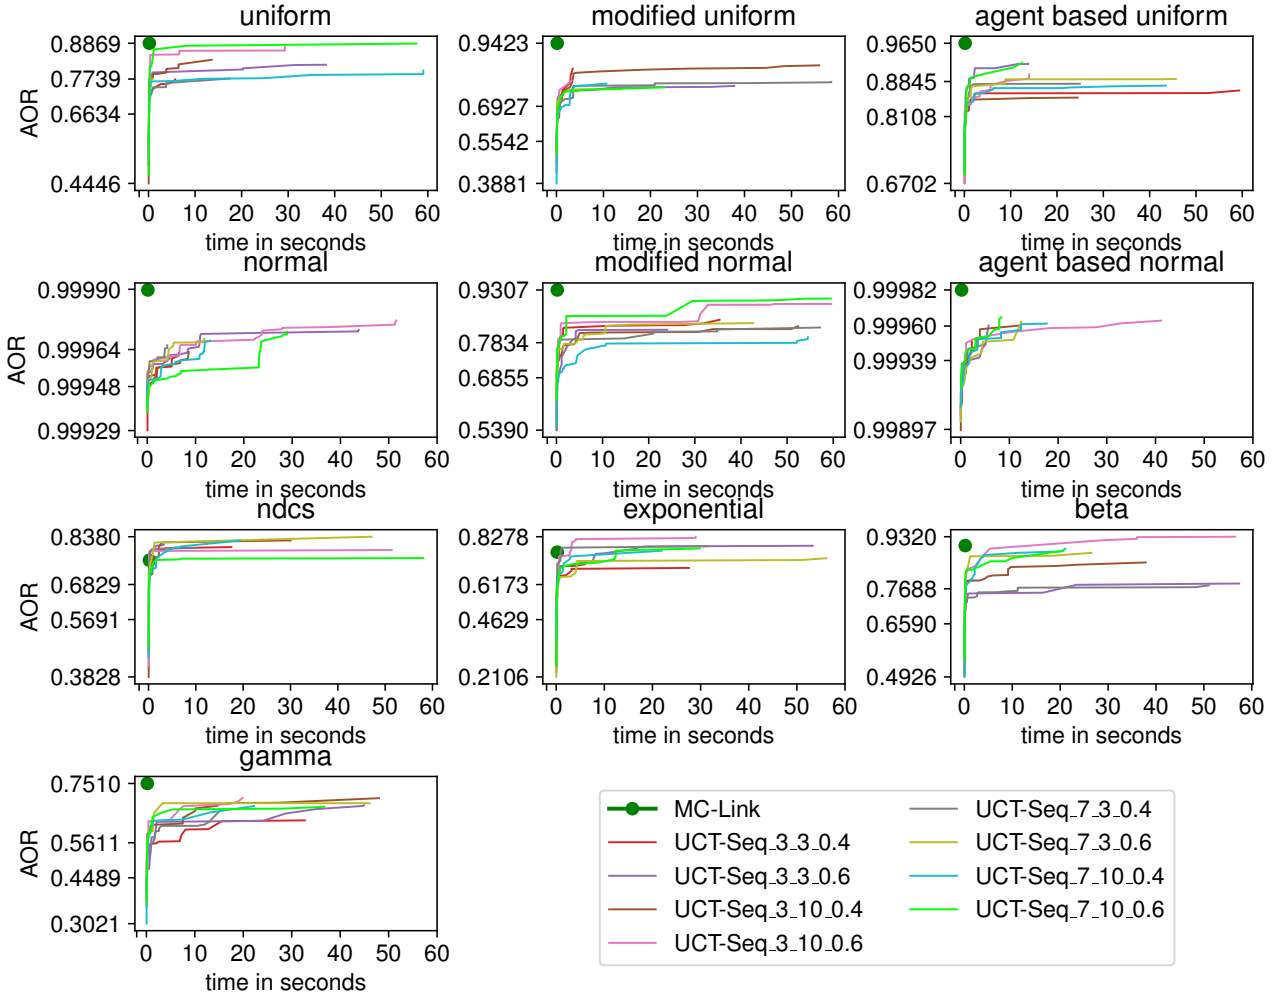 uniform
modified uniform
agent based uniform
0.8869
0.7739
0.6634
0.4446
AOR
0 10 20 30 40 50 60
time in seconds
0.9423
0.6927
0.5542
0.3881
0 10 20 30 40 50 60
time in seconds
0.9650
0.8845
0.8108
0.6702
0 10 20 30 40 50 60
time in seconds
normal
modified normal
agent based normal
0.99990
0.99964
0.99948
0.99929
AOR
0 10 20 30 40 50 60
time in seconds
0.9307
0.7834
0.6855
0.5390
0 10 20 30 40 50 60
time in seconds
0.99982
0.99960
0.99939
0.99897
0 10 20 30 40 50 60
time in seconds
ndcs
exponential
beta
0.8380
0.6829
0.5691
0.3828
AOR
0 10 20 30 40 50 60
time in seconds
0.8278
0.6173
0.4629
0.2106
0 10 20 30 40 50 60
time in seconds
0.9320
0.7688
0.6590
0.4926
0 10 20 30 40 50 60
time in seconds
gamma
0.7510
0.5611
0.4489
0.3021
AOR
0 10 20 30 40 50 60
time in seconds
MC-Link
UCT-Seq_3_3_0.4
UCT-Seq_3_3_0.6
UCT-Seq_3_10_0.4
UCT-Seq_3_10_0.6
UCT-Seq_7_3_0.4
UCT-Seq_7_3_0.6
UCT-Seq_7_10_0.4
UCT-Seq_7_10_0.6